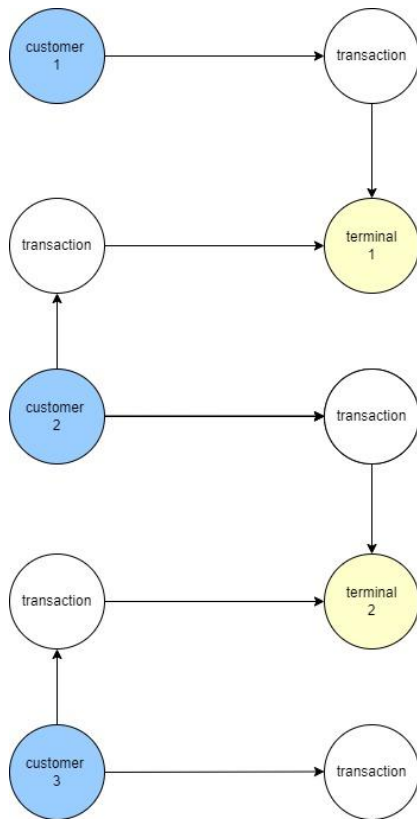 customer
1
transaction
transaction
terminal
1
customer
2
transaction
transaction
terminal
2
customer
3
transaction